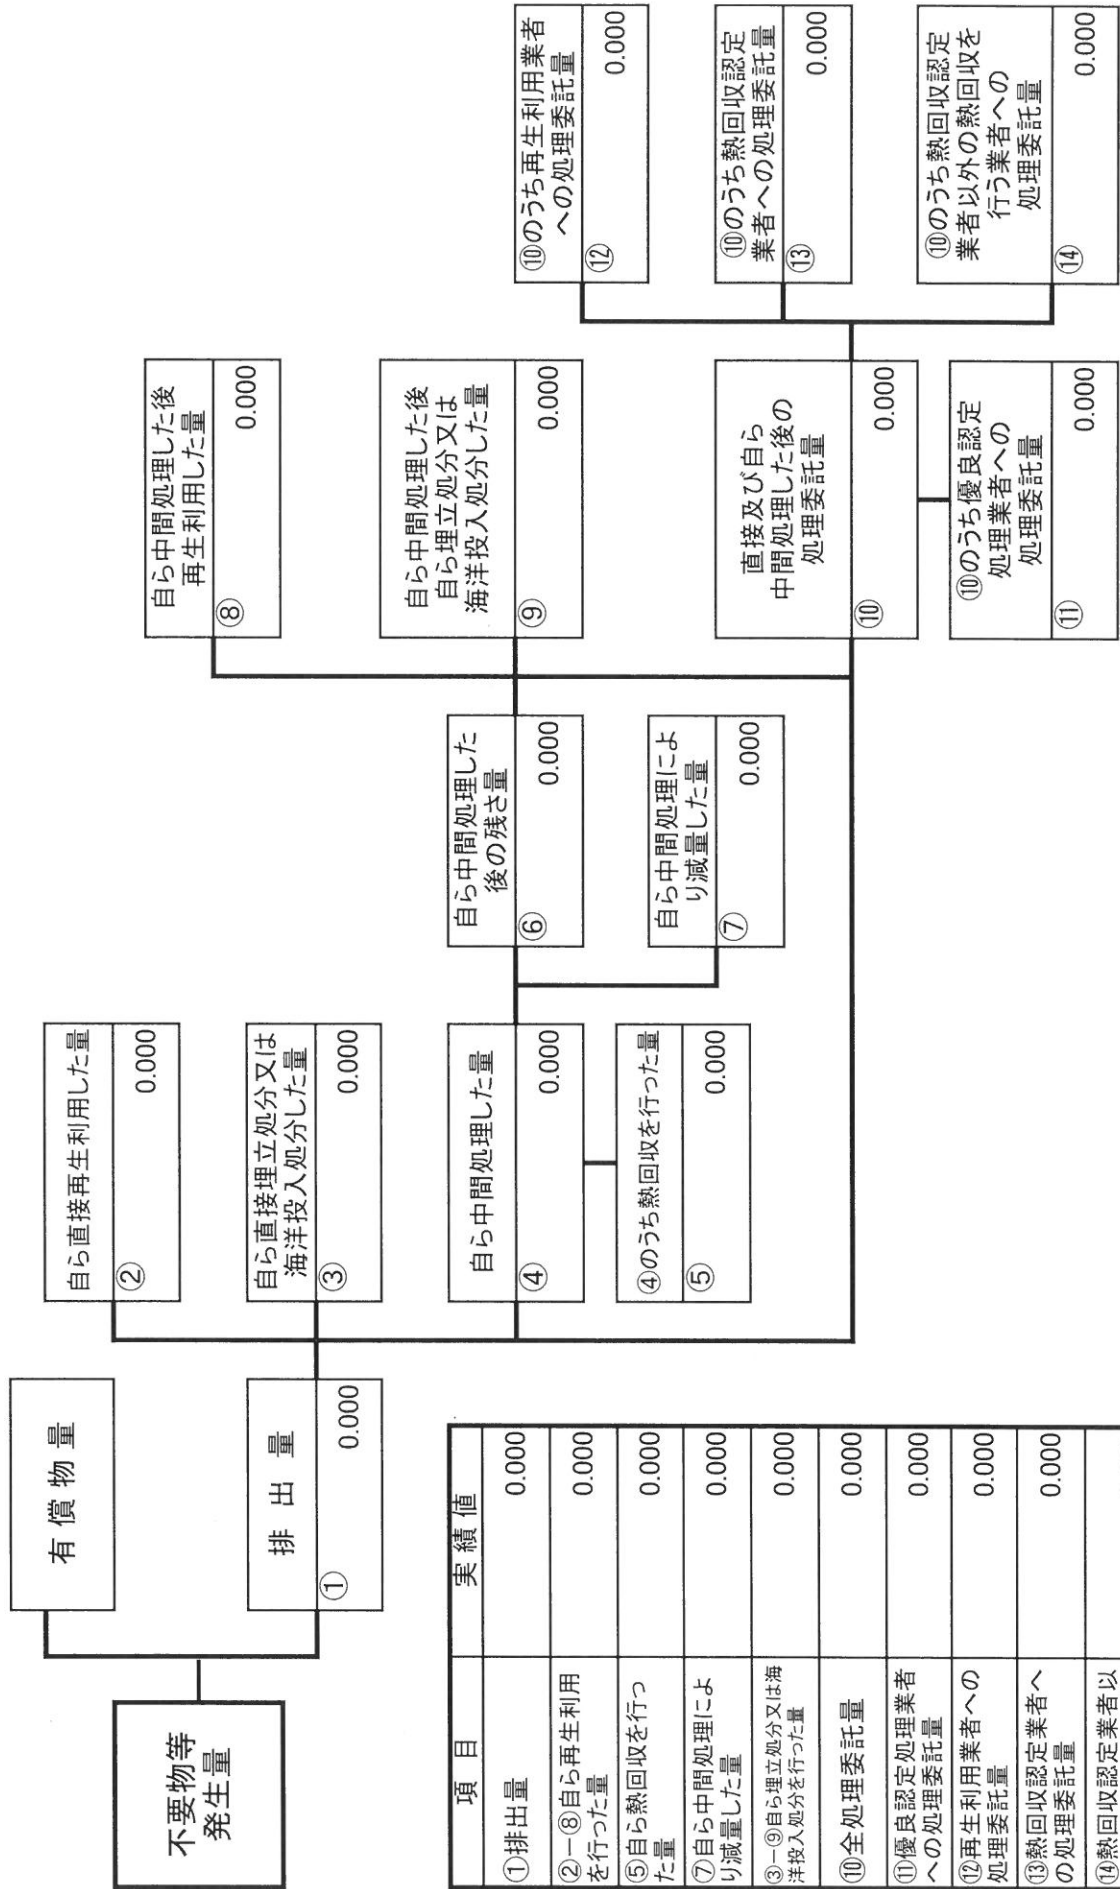 不要物等
発生量
有償物量
排出量
① 0.000
自ら直接再生利用した量
② 0.000
自ら直接埋立処分又は
海洋投入処分した量
③ 0.000
自ら中間処理した量
④ 0.000
④のうち熱回収を行った量
⑤ 0.000
自ら中間処理した
後の残さ量
⑥ 0.000
自ら中間処理によ
り減量した量
⑦ 0.000
自ら中間処理した後
再生利用した量
⑧ 0.000
自ら中間処理した後
自ら埋立処分又は
海洋投入処分した量
⑨ 0.000
直接及び自ら
中間処理した後の
処理委託量
⑩ 0.000
⑩のうち優良認定
処理業者への
処理委託量
⑪ 0.000
⑩のうち再生利用業者
への処理委託量
⑫ 0.000
⑩のうち熱回収認定
業者への処理委託量
⑬ 0.000
⑩のうち熱回収認定
業者以外の熱回収を
行う業者への
処理委託量
⑭ 0.000
項目 実績値
①排出量 0.000
②ー⑧自ら再生利用
を行った量 0.000
⑤自ら熱回収を行っ
た量 0.000
⑦自ら中間処理によ
り減量した量 0.000
③ー⑨自ら埋立処分又は海
洋投入処分を行った量 0.000
⑩全処理委託量 0.000
⑪優良認定処理業者
への処理委託量 0.000
⑫再生利用業者への
処理委託量 0.000
⑬熱回収認定業者へ
の処理委託量 0.000
⑭熱回収認定業者以